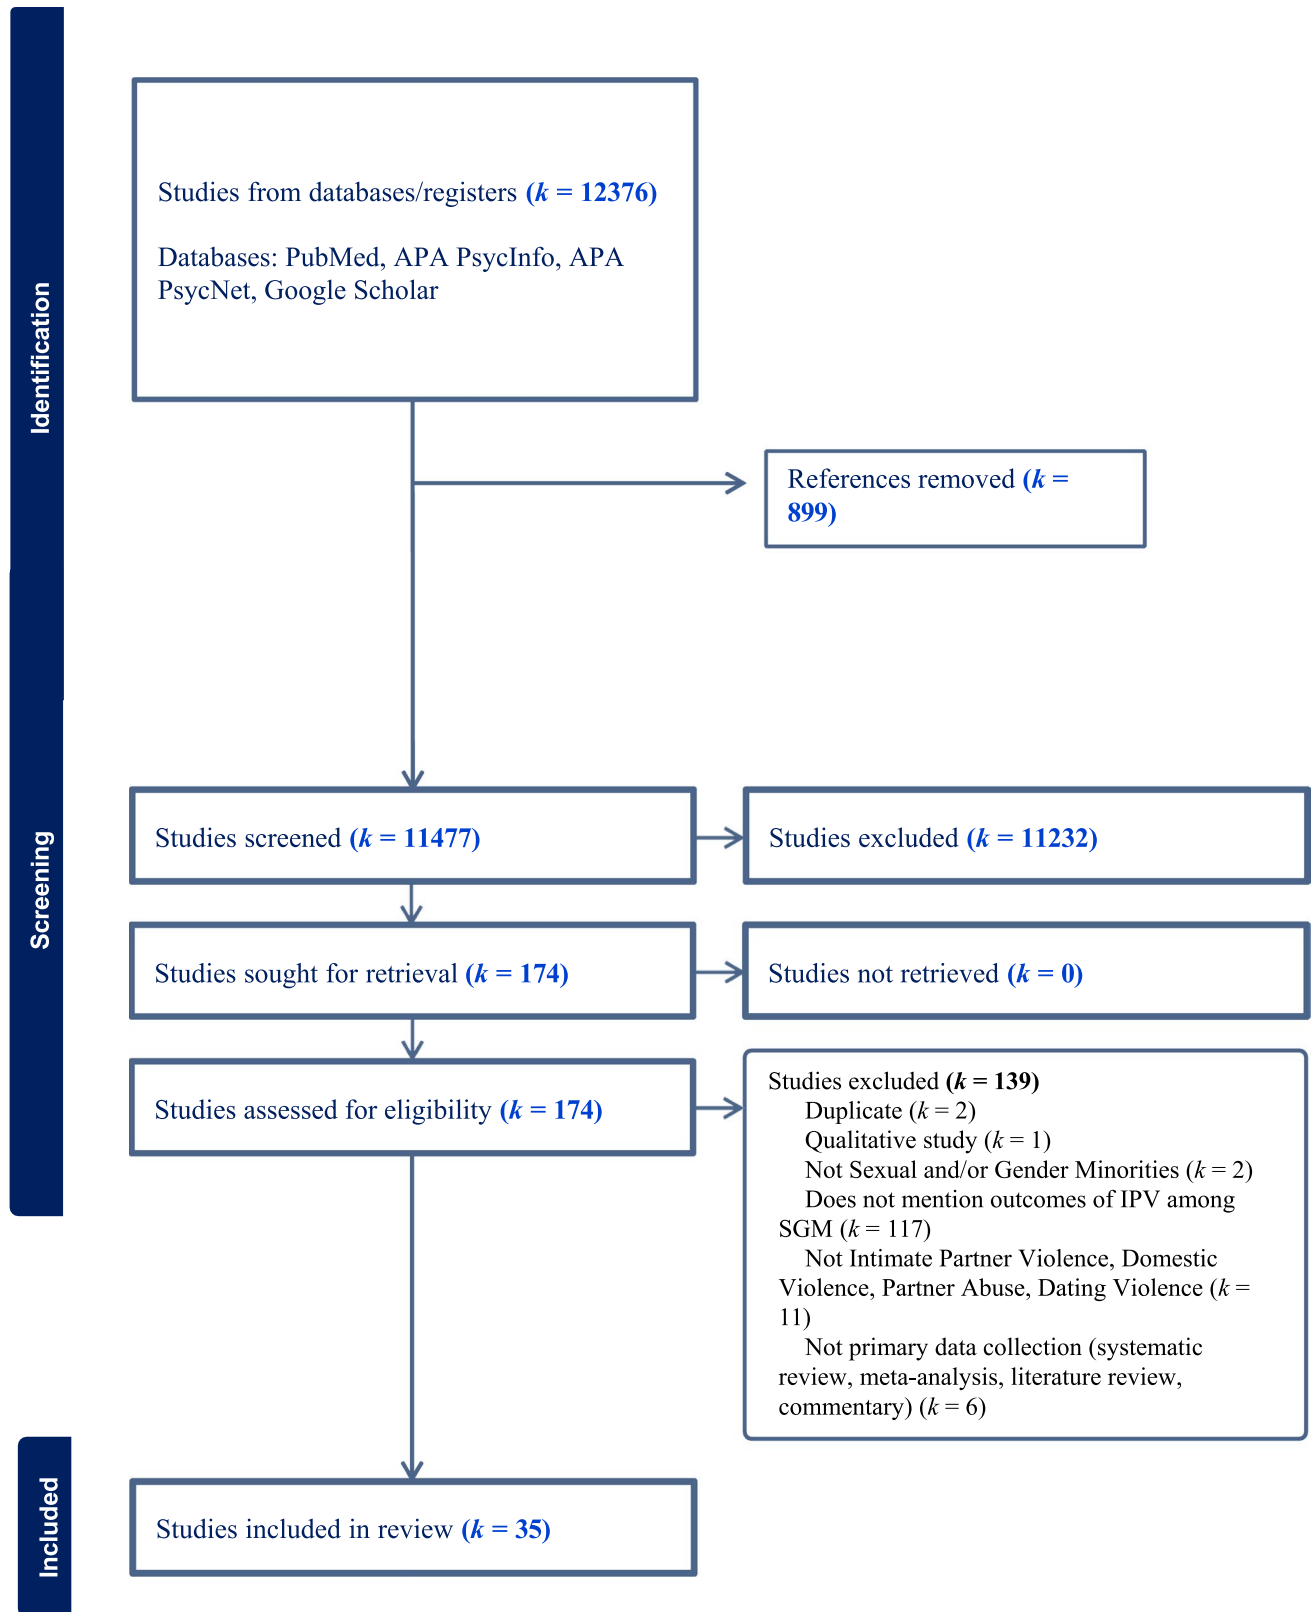 Identification
Studies from databases/registers (k = 12376)
Databases: PubMed, APA PsycInfo, APA
PsycNet, Google Scholar
References removed (k =
899)
Screening
Studies screened (k = 11477)
Studies excluded (k = 11232)
Studies sought for retrieval (k = 174)
Studies not retrieved (k = 0)
Studies assessed for eligibility (k = 174)
Studies excluded (k = 139)
Duplicate (k = 2)
Qualitative study (k = 1)
Not Sexual and/or Gender Minorities (k = 2)
Does not mention outcomes of IPV among
SGM (k = 117)
Not Intimate Partner Violence, Domestic
Violence, Partner Abuse, Dating Violence (k =
11)
Not primary data collection (systematic
review, meta-analysis, literature review,
commentary) (k = 6)
Included
Studies included in review (k = 35)